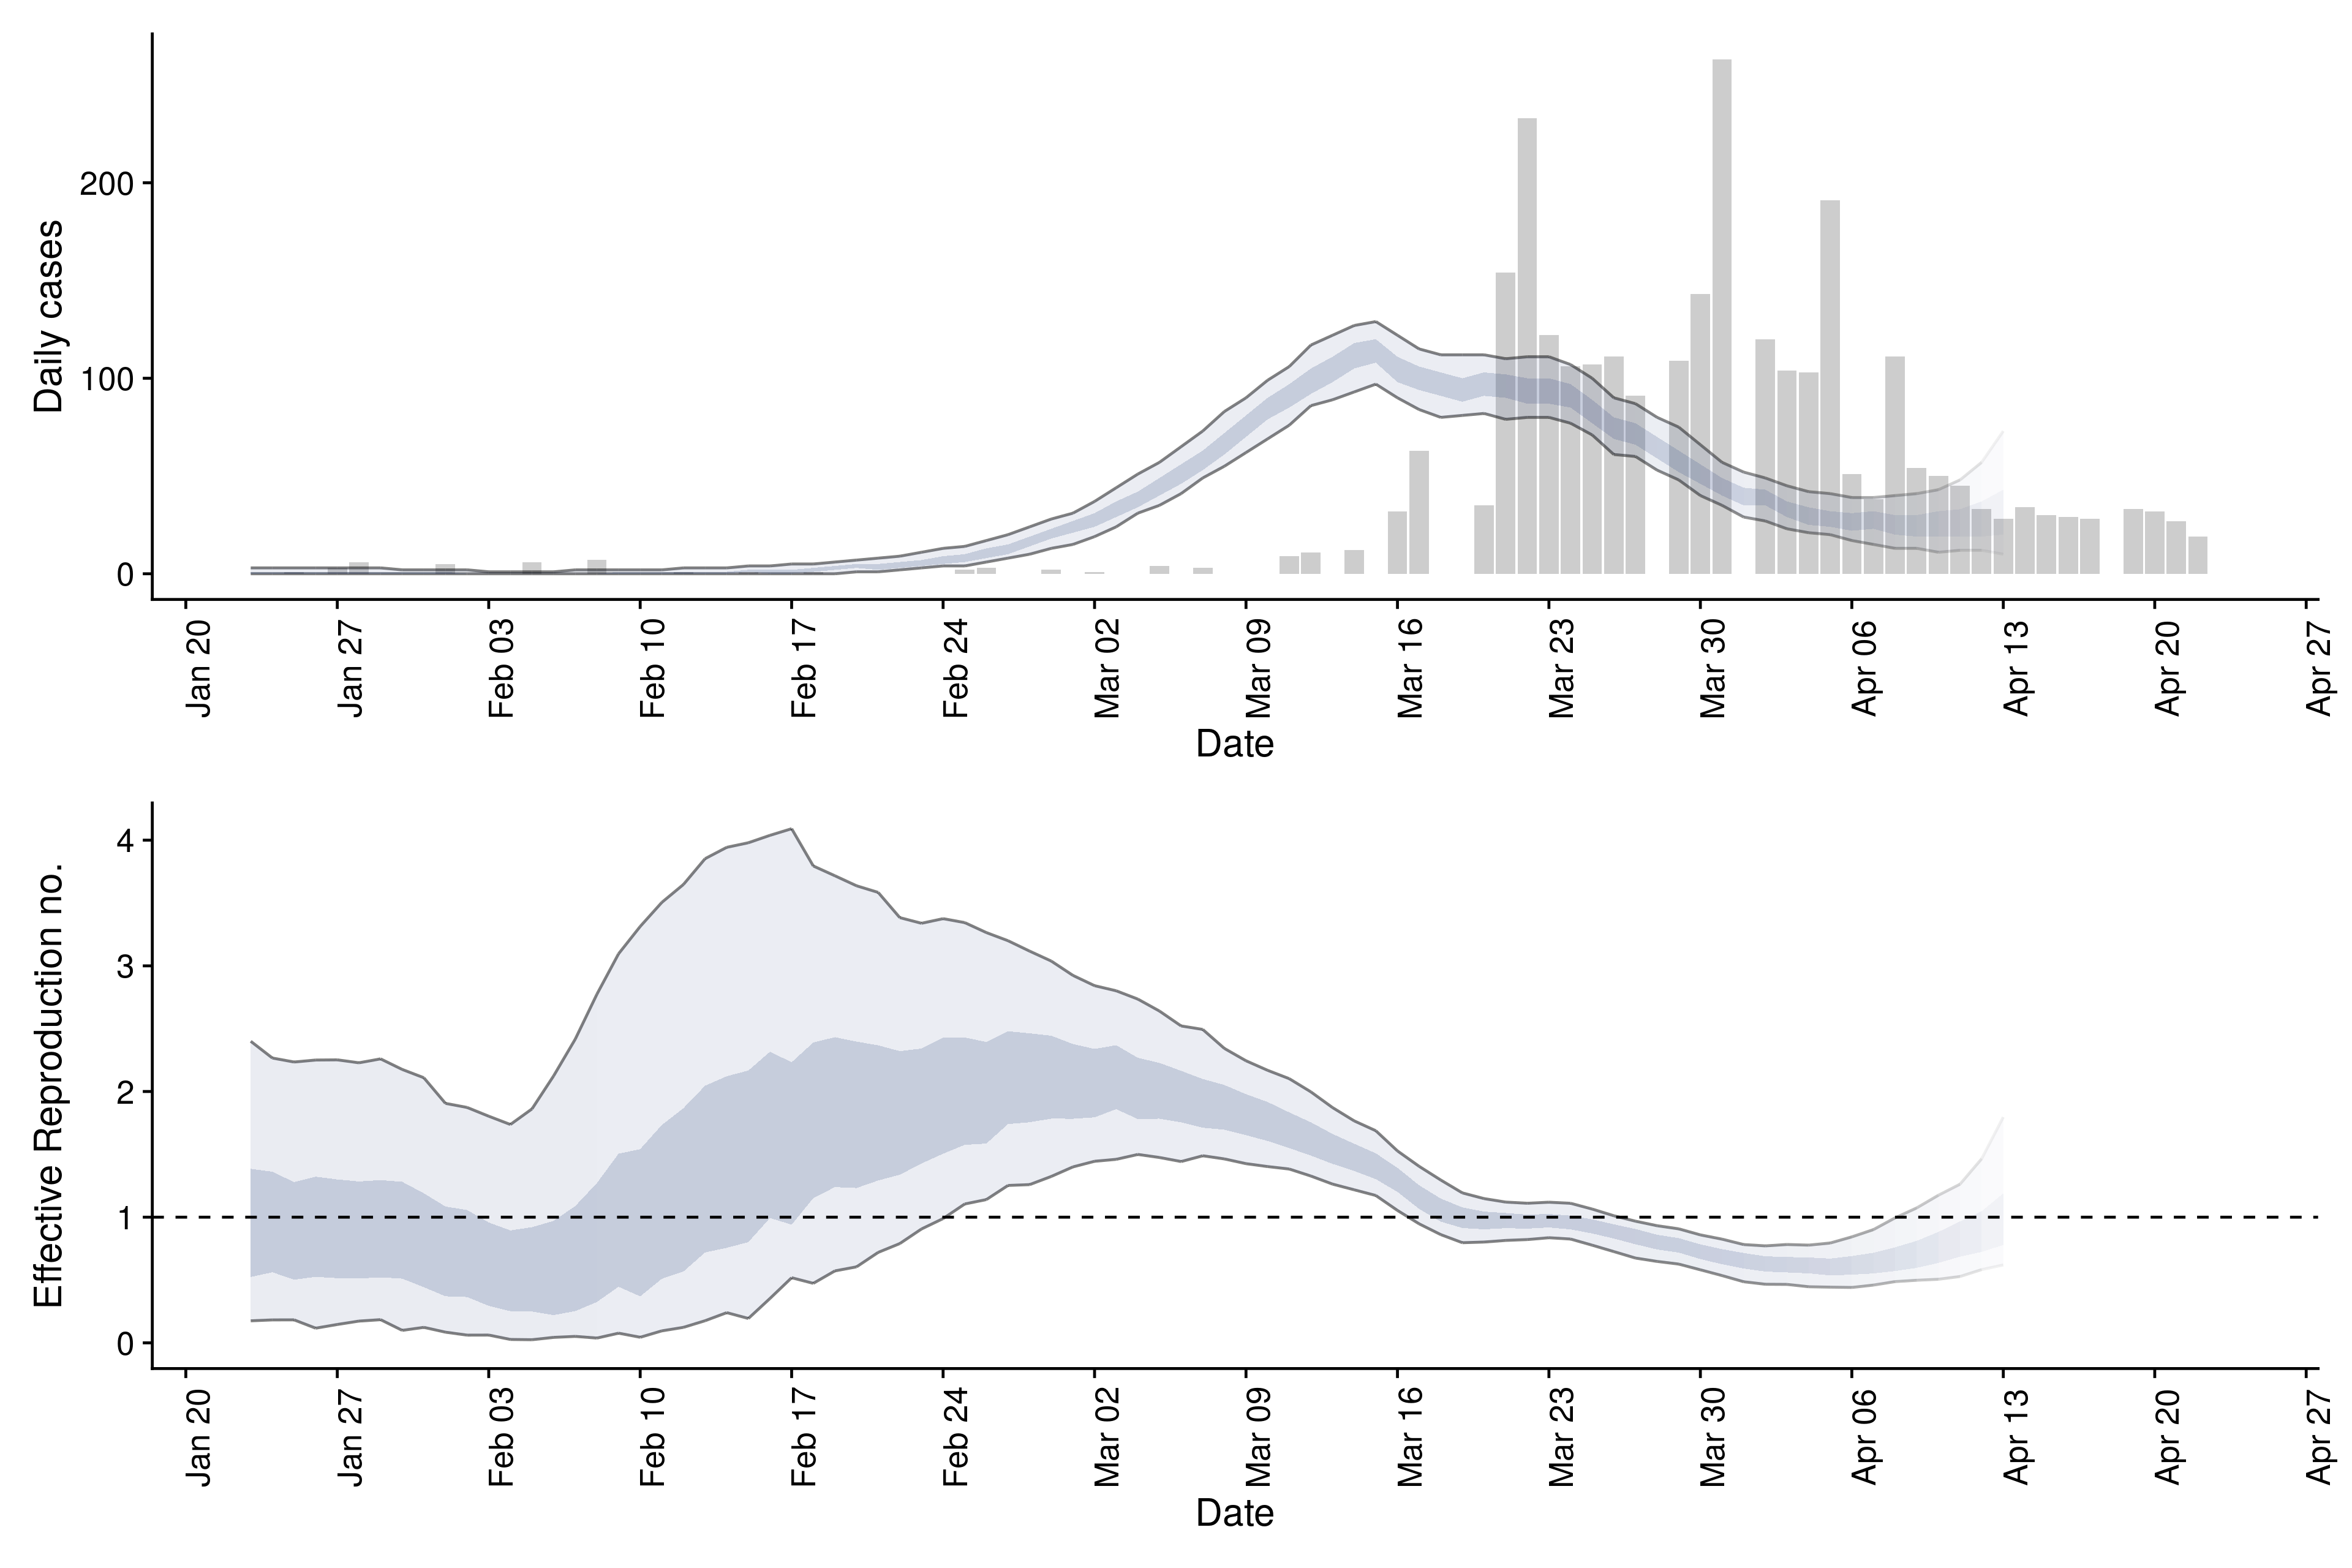 Daily cases
200
100
0
Jan 20
Jan 27
Feb 03
Feb 10
Feb 17
Feb 24
Mar 02
Mar 09
Mar 16
Mar 23
Mar 30
Apr 06
Apr 13
Apr 20
Apr 27
Date
Effective Reproduction no.
4
3
2
1
0
Jan 20
Jan 27
Feb 03
Feb 10
Feb 17
Feb 24
Mar 02
Mar 09
Mar 16
Mar 23
Mar 30
Apr 06
Apr 13
Apr 20
Apr 27
Date